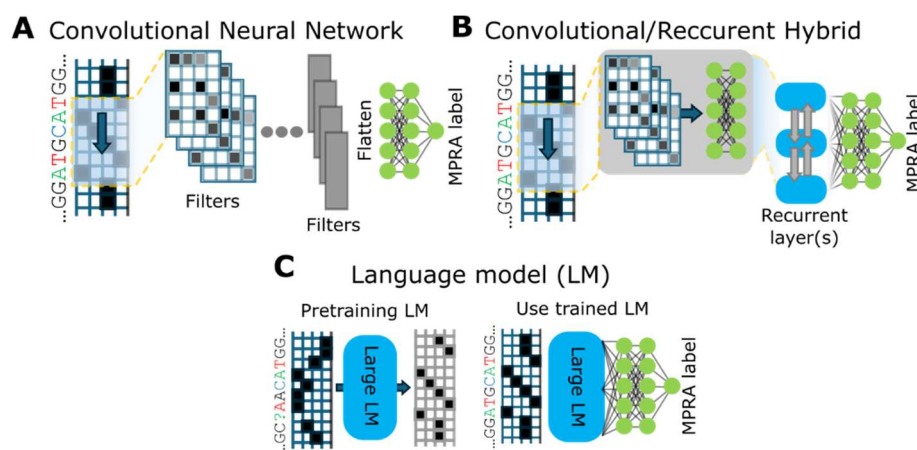 A Convolutional Neural Network
...GGATGCATGG...
Filters
Filters
Flatten
MPRA label
B Convolutional/Reccurent Hybrid
...GGATGCATGG...
Recurrent
layer(s)
MPRA label
C Language model (LM)
Pretraining LM
...GC?AACATGG...
Large LM
Use trained LM
...GGATGCATGG...
Large LM
MPRA label